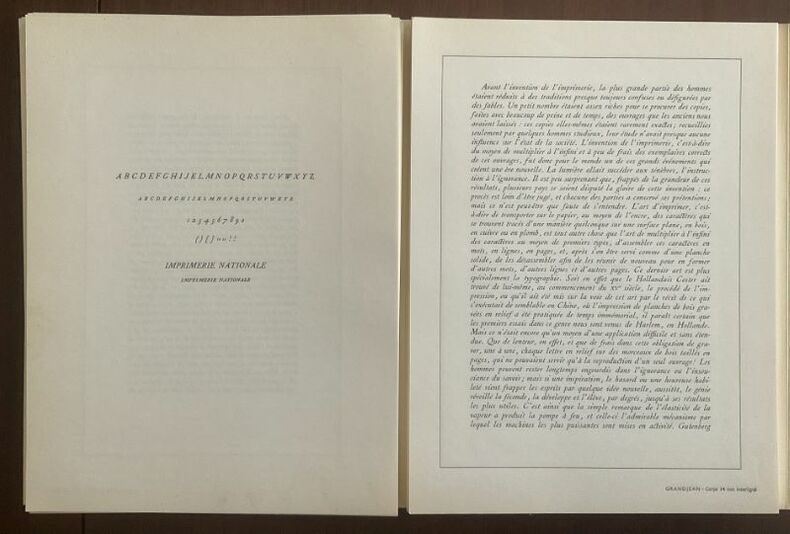 ABCDEFGHIJKLMNOPQRSTUVWXYZ
ABCDEFGHIJKLMNOPQRSTUVWXYZ
IMPRIMERIE NATIONALE
IMPRIMERIE NATIONALE
Avant l'invention de l'imprimerie, la plus grande partie des hommes
étaient réduits à des traditions presque toujours confuses ou défigurées par
des fables. Un petit nombre étaient assez riches pour se procurer des copies,
faites avec beaucoup de peine et de temps, des ouvrages que les anciens nous
avaient laissés : ces copies elles-mêmes étaient rarement exactes; recueillies
seulement par quelques hommes studieux, leur étude n'avait presque aucune
influence sur l'état de la société. L'invention de l'imprimerie, c'est-à-dire
du moyen de multiplier à l'infini et à peu de frais des exemplaires corrects
de ces ouvrages, fut donc pour le monde un de ces grands événements qui
créent une ère nouvelle. La lumière allait succéder aux ténèbres, l'instruc-
tion à l'ignorance. Il est peu surprenant que, frappés de la grandeur de ces
résultats, plusieurs pays se soient disputé la gloire de cette invention : ce
procès est loin d'être jugé, et chacune des parties a conservé ses prétentions;
mais ce n'est peut-être que faute de s'entendre. L'art d'imprimer, c'est-
à-dire de transporter sur le papier, au moyen de l'encre, des caractères qui
se trouvent tracés d'une manière quelconque sur une surface plane, en bois,
en cuivre ou en plomb, est tout autre chose que l'art de multiplier à l'infini
des caractères au moyen de premiers types, d'assembler ces caractères en
mots, en lignes, en pages, et, après s'en être servi comme d'une planche
solide, de les désassembler afin de les réunir de nouveau pour en former
d'autres mots, d'autres lignes et d'autres pages. Ce dernier art est plus
spécialement la typographie. Soit en effet que le Hollandais Coster ait
trouvé de lui-même, au commencement du XVe siècle, le procédé de l'im-
pression, ou qu'il ait été mis sur la voie de cet art par le récit de ce qui
s'exécutait de semblable en Chine, où l'impression de planches de bois gra-
vées en relief a été pratiquée de temps immémorial, il paraît certain que
les premiers essais dans ce genre nous sont venus de Harlem, en Hollande.
Mais ce n'était encore qu'un moyen d'une application difficile et sans éten-
due. Que de lenteur, en effet, et que de frais dans cette obligation de gra-
ver, une à une, chaque lettre en relief sur des morceaux de bois taillés en
pages, qui ne pouvaient servir qu'à la reproduction d'un seul ouvrage! Les
hommes peuvent rester longtemps engourdis dans l'ignorance ou l'insou-
ciance du savoir; mais si une inspiration, le hasard ou une heureuse habi-
leté vient frapper les esprits par quelque idée nouvelle, aussitôt, le génie
réveillé la féconde, la développe et l'élève, par degrés, jusqu'à ses résultats
les plus utiles. C'est ainsi que la simple remarque de l'élasticité de la
vapeur a produit la pompe à feu, et celle-ci l'admirable mécanisme par
lequel les machines les plus puissantes sont mises en activité. Gutenberg
GRANDJEAN - Corps 14 non interligné